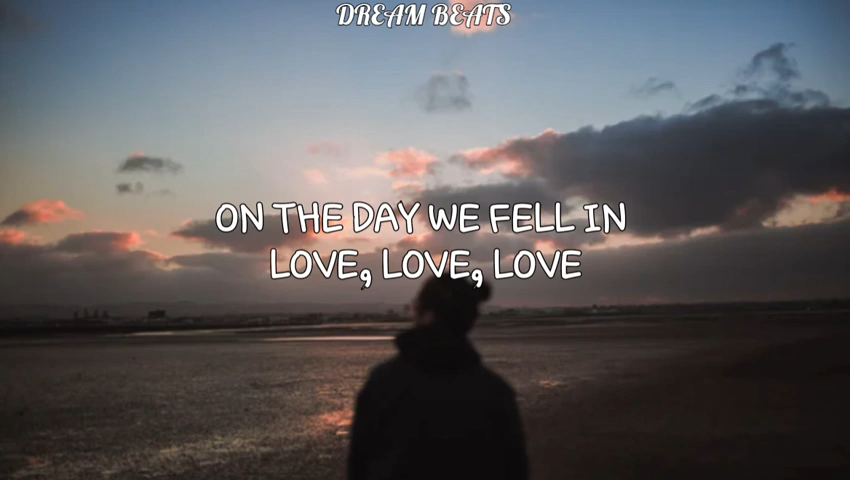 DREAM BEATS
ON THE DAY WE FELL IN
LOVE, LOVE, LOVE